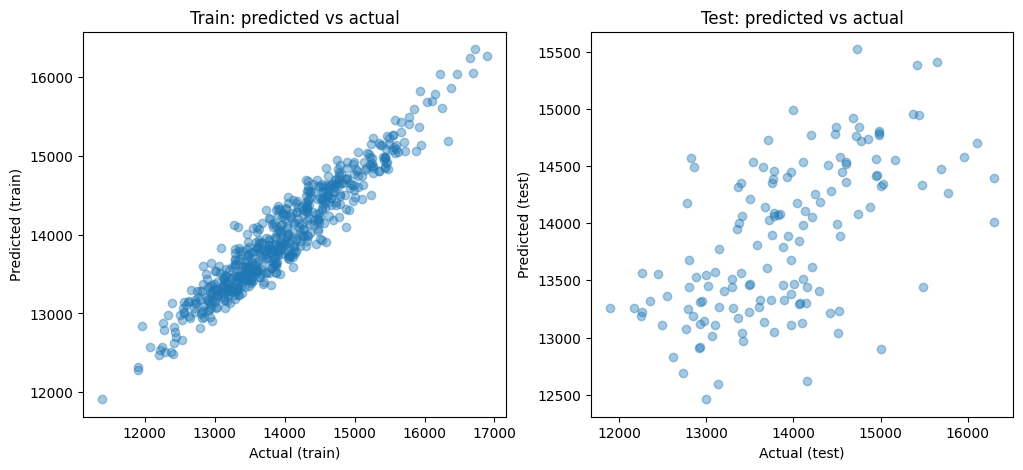 Train: predicted vs actual
Predicted (train)
16000
15000
14000
13000
12000
12000 13000 14000 15000 16000 17000
Actual (train)
Test: predicted vs actual
Predicted (test)
15500
15000
14500
14000
13500
13000
12500
12000 13000 14000 15000 16000
Actual (test)